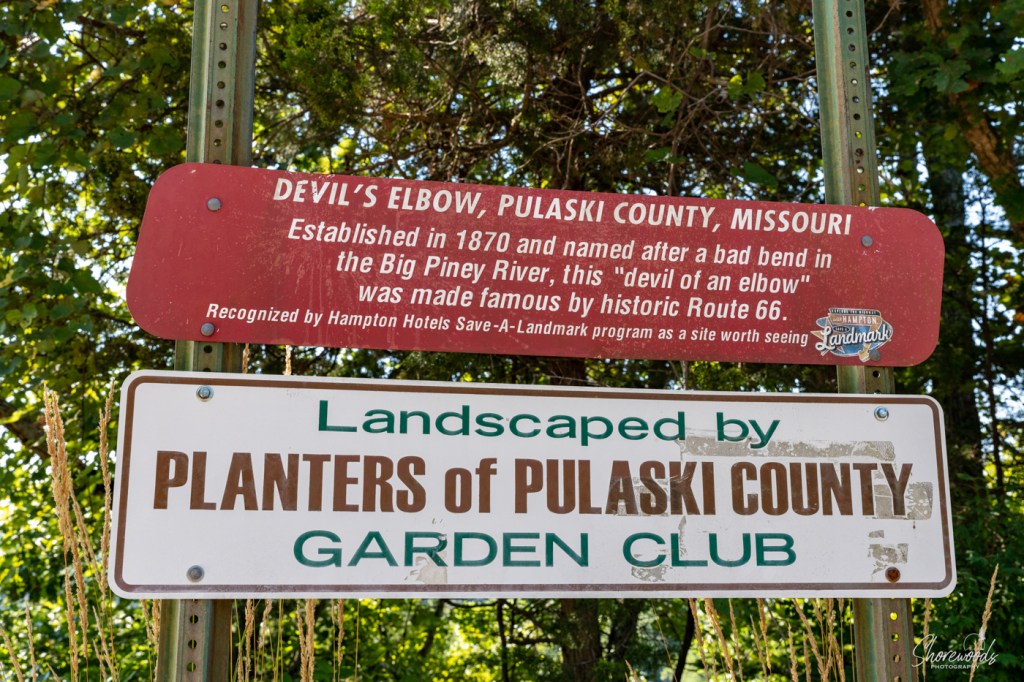 DEVIL'S ELBOW, PULASKI COUNTY, MISSOURI
Established in 1870 and named after a bad bend in
the Big Piney River, this "devil of an elbow"
was made famous by historic Route 66.
Recognized by Hampton Hotels Save-A-Landmark program as a site worth seeing
HAMPTON
Landmark
Landscaped by
PLANTERS of PULASKI COUNTY
GARDEN CLUB
Shorewoods
PHOTOGRAPHY